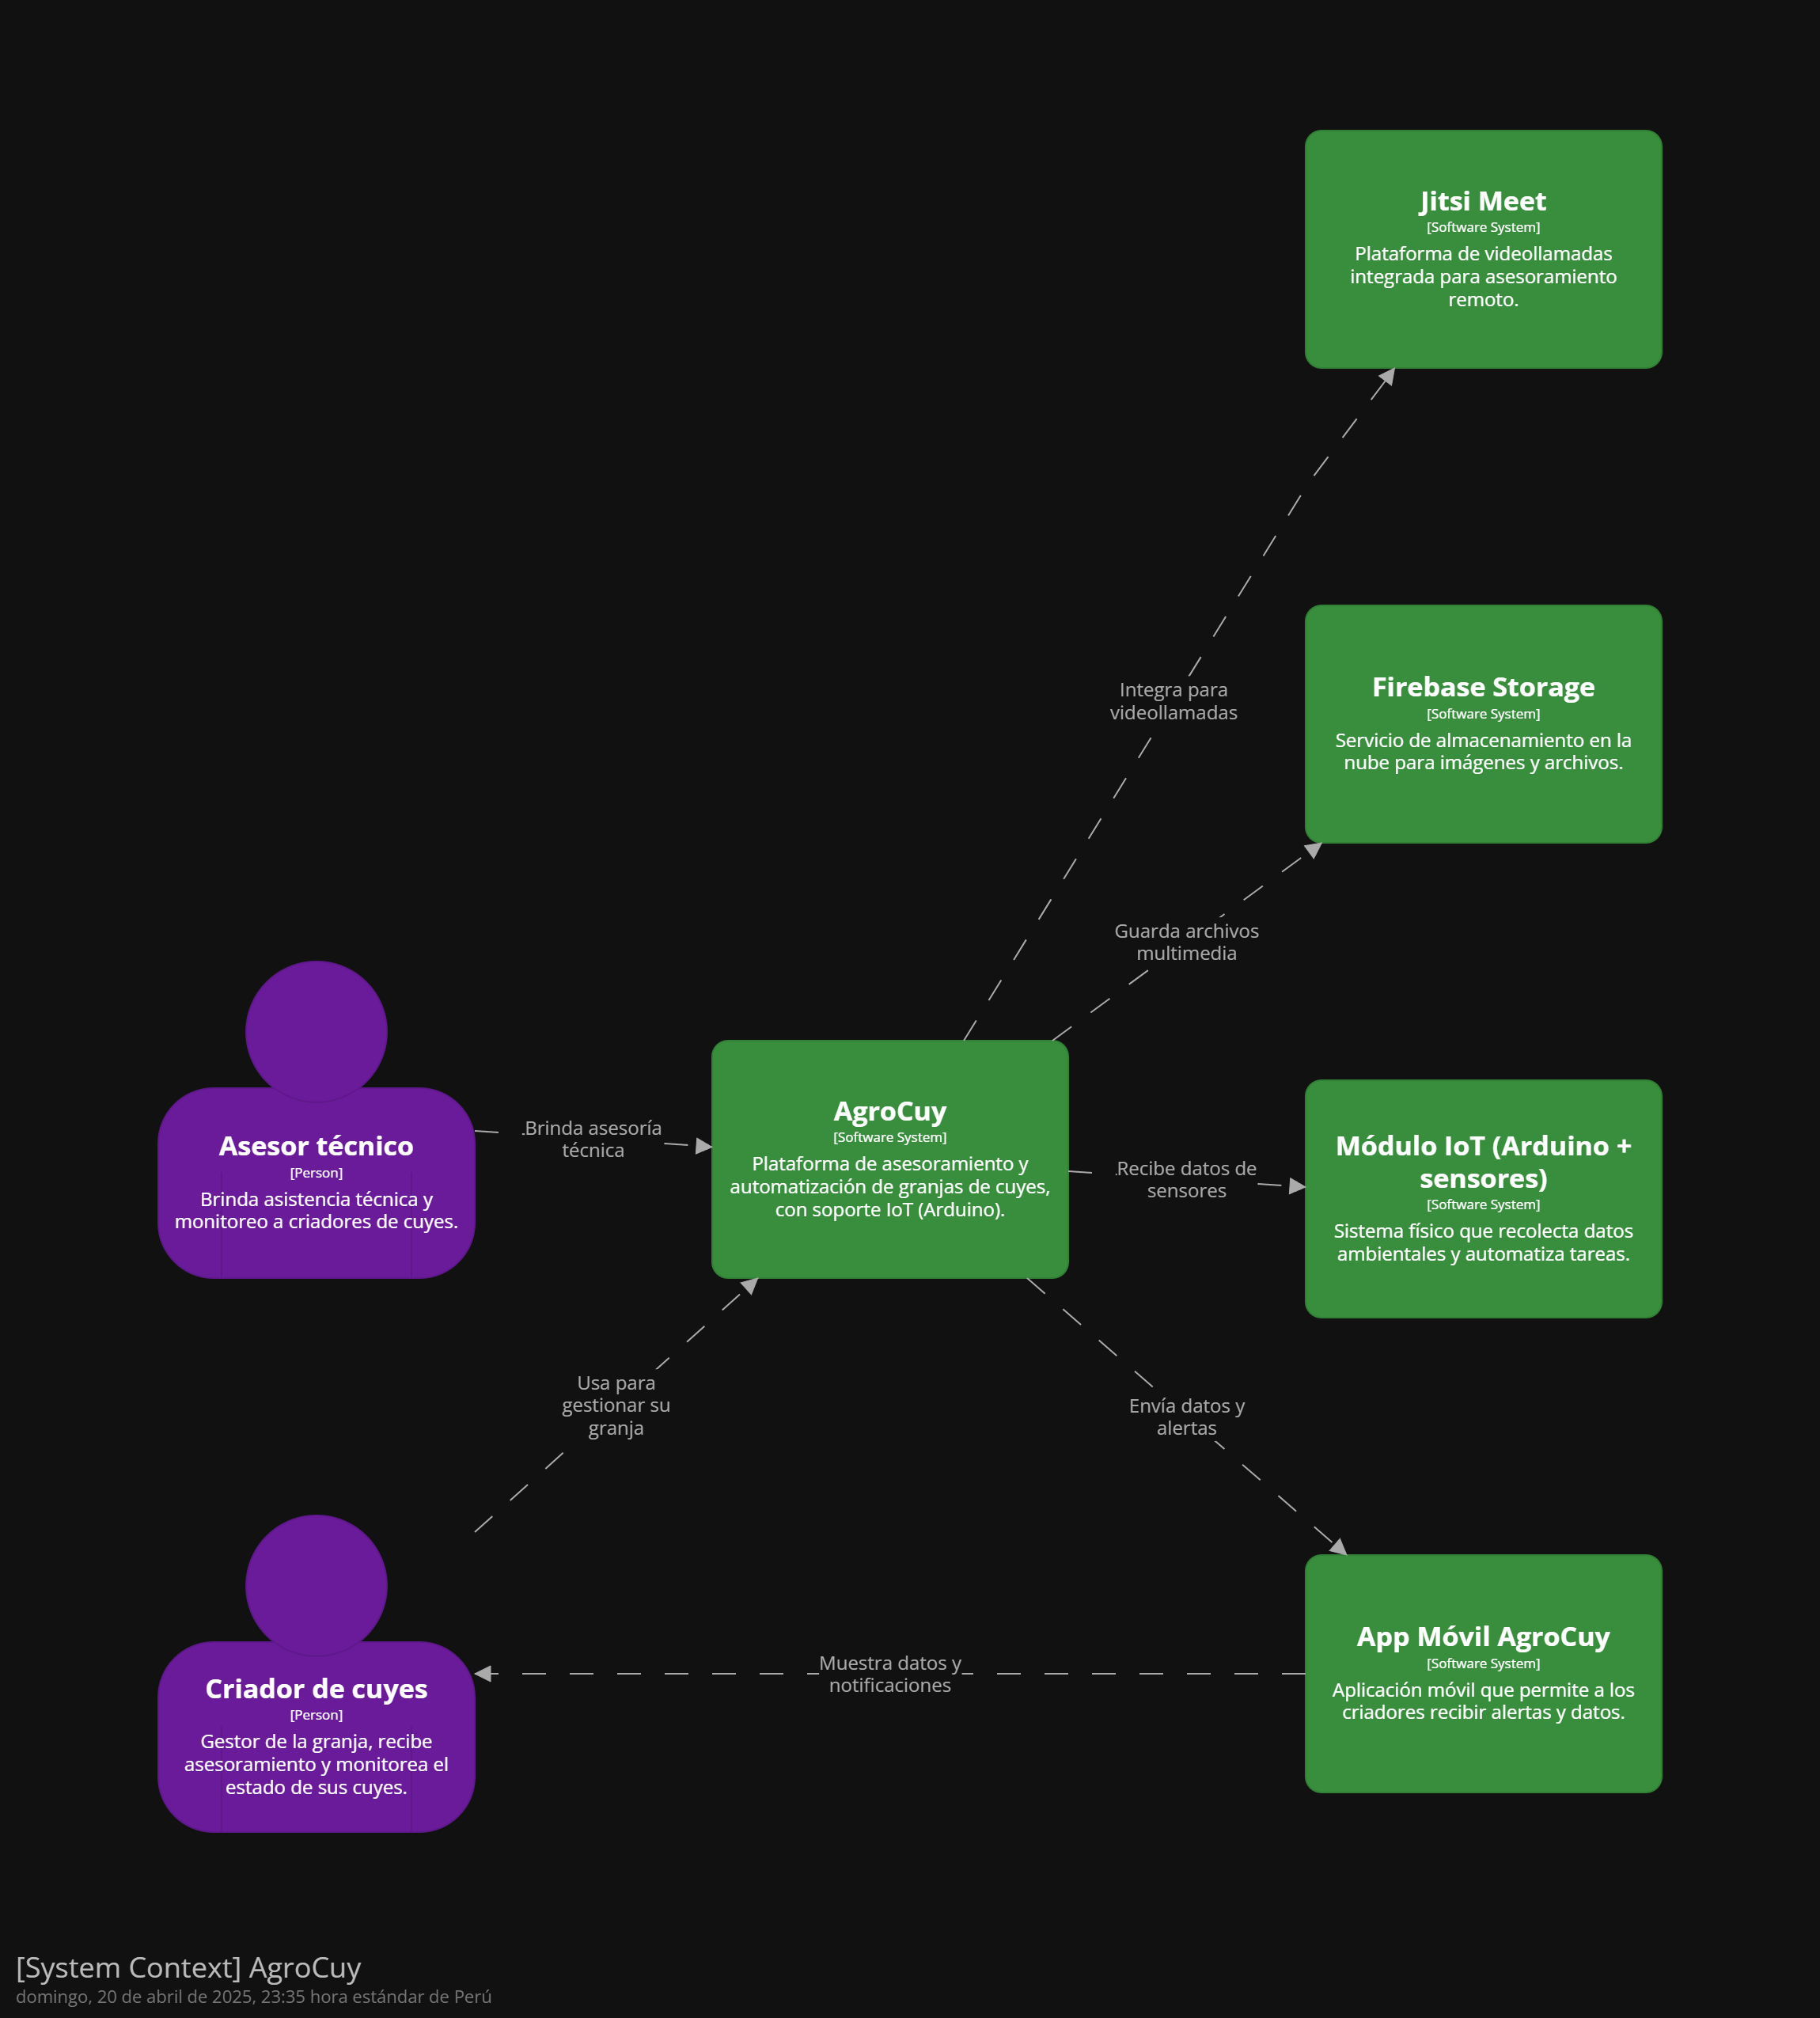 Jitsi Meet
[Software System]
Plataforma de videollamadas
integrada para asesoramiento
remoto.
Integra para
videollamadas
Firebase Storage
[Software System]
Servicio de almacenamiento en la
nube para imágenes y archivos.
Guarda archivos
multimedia
Asesor técnico
[Person]
Brinda asistencia técnica y
monitoreo a criadores de cuyes.
Brinda asesoría
técnica
AgroCuy
[Software System]
Plataforma de asesoramiento y
automatización de granjas de cuyes,
con soporte IoT (Arduino).
Recibe datos de
sensores
Módulo IoT (Arduino +
sensores)
[Software System]
Sistema físico que recolecta datos
ambientales y automatiza tareas.
Usa para
gestionar su
granja
Envía datos y
alertas
Criador de cuyes
[Person]
Gestor de la granja, recibe
asesoramiento y monitorea el
estado de sus cuyes.
Muestra datos y
notificaciones
App Móvil AgroCuy
[Software System]
Aplicación móvil que permite a los
criadores recibir alertas y datos.
[System Context] AgroCuy
domingo, 20 de abril de 2025, 23:35 hora estándar de Perú